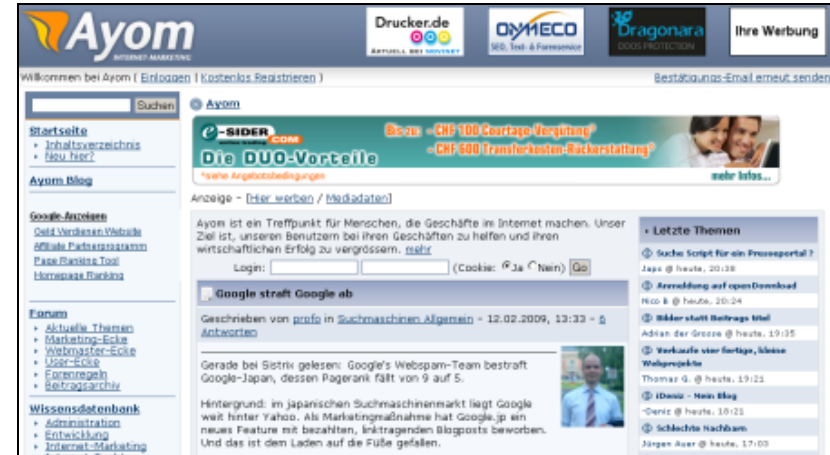 Ayom
INTERNET-MARKETING
Drucker.de
AKTUELL BEI NOVINET
ONMECO
SEO, Text- & Forenservice
Dragonara
DDOS PROTECTION
Ihre Werbung
Willkommen bei Ayom ( Einloggen | Kostenlos Registrieren )
Bestätigungs-Email erneut senden
Suchen
Startseite
Inhaltsverzeichnis
Neu hier?
Ayom Blog
Google-Anzeigen
Geld Verdienen Website
Affiliate Partnerprogramm
Page Ranking Tool
Homepage Ranking
Forum
Aktuelle Themen
Marketing-Ecke
Webmaster-Ecke
User-Ecke
Forenregeln
Beitragsarchiv
Wissensdatenbank
Administration
Entwicklung
Internet-Marketing
Ayom
e-SIDER.COM
Die DUO-Vorteile
*siehe Angebotsbedingungen
Bis zu: - CHF 100 Courtage-Vergütung*
- CHF 600 Transferkosten-Rückerstattung*
mehr Infos...
Anzeige - [Hier werben / Mediadaten]
Ayom ist ein Treffpunkt für Menschen, die Geschäfte im Internet machen. Unser
Ziel ist, unseren Benutzern bei ihren Geschäften zu helfen und ihren
wirtschaftlichen Erfolg zu vergrössern. mehr
Login: (Cookie: Ja Nein) Go
Google straft Google ab
Geschrieben von profo in Suchmaschinen Allgemein - 12.02.2009, 13:33 - 6
Antworten
Gerade bei Sistrix gelesen: Google's Webspam-Team bestraft
Google-Japan, dessen Pagerank fällt von 9 auf 5.
Hintergrund: im japanischen Suchmaschinenmarkt liegt Google
weit hinter Yahoo. Als Marketingmaßnahme hat Google.jp ein
neues Feature mit bezahlten, linktragenden Blogposts beworben.
Und das ist dem Laden auf die Füße gefallen.
Letzte Themen
Suche Script für ein Presseportal ?
Japs @ heute, 20:38
Anmeldung auf openDownload
Nico B @ heute, 20:24
Bilder statt Beitrags titel
Adrian der Grosse @ heute, 19:35
Verkaufe vier fertige, kleine
Webprojekte
Thomas G. @ heute, 19:21
iDeniz - Mein Blog
-Deniz @ heute, 18:21
Schlechte Nachbarn
Jürgen Auer @ heute, 17:03